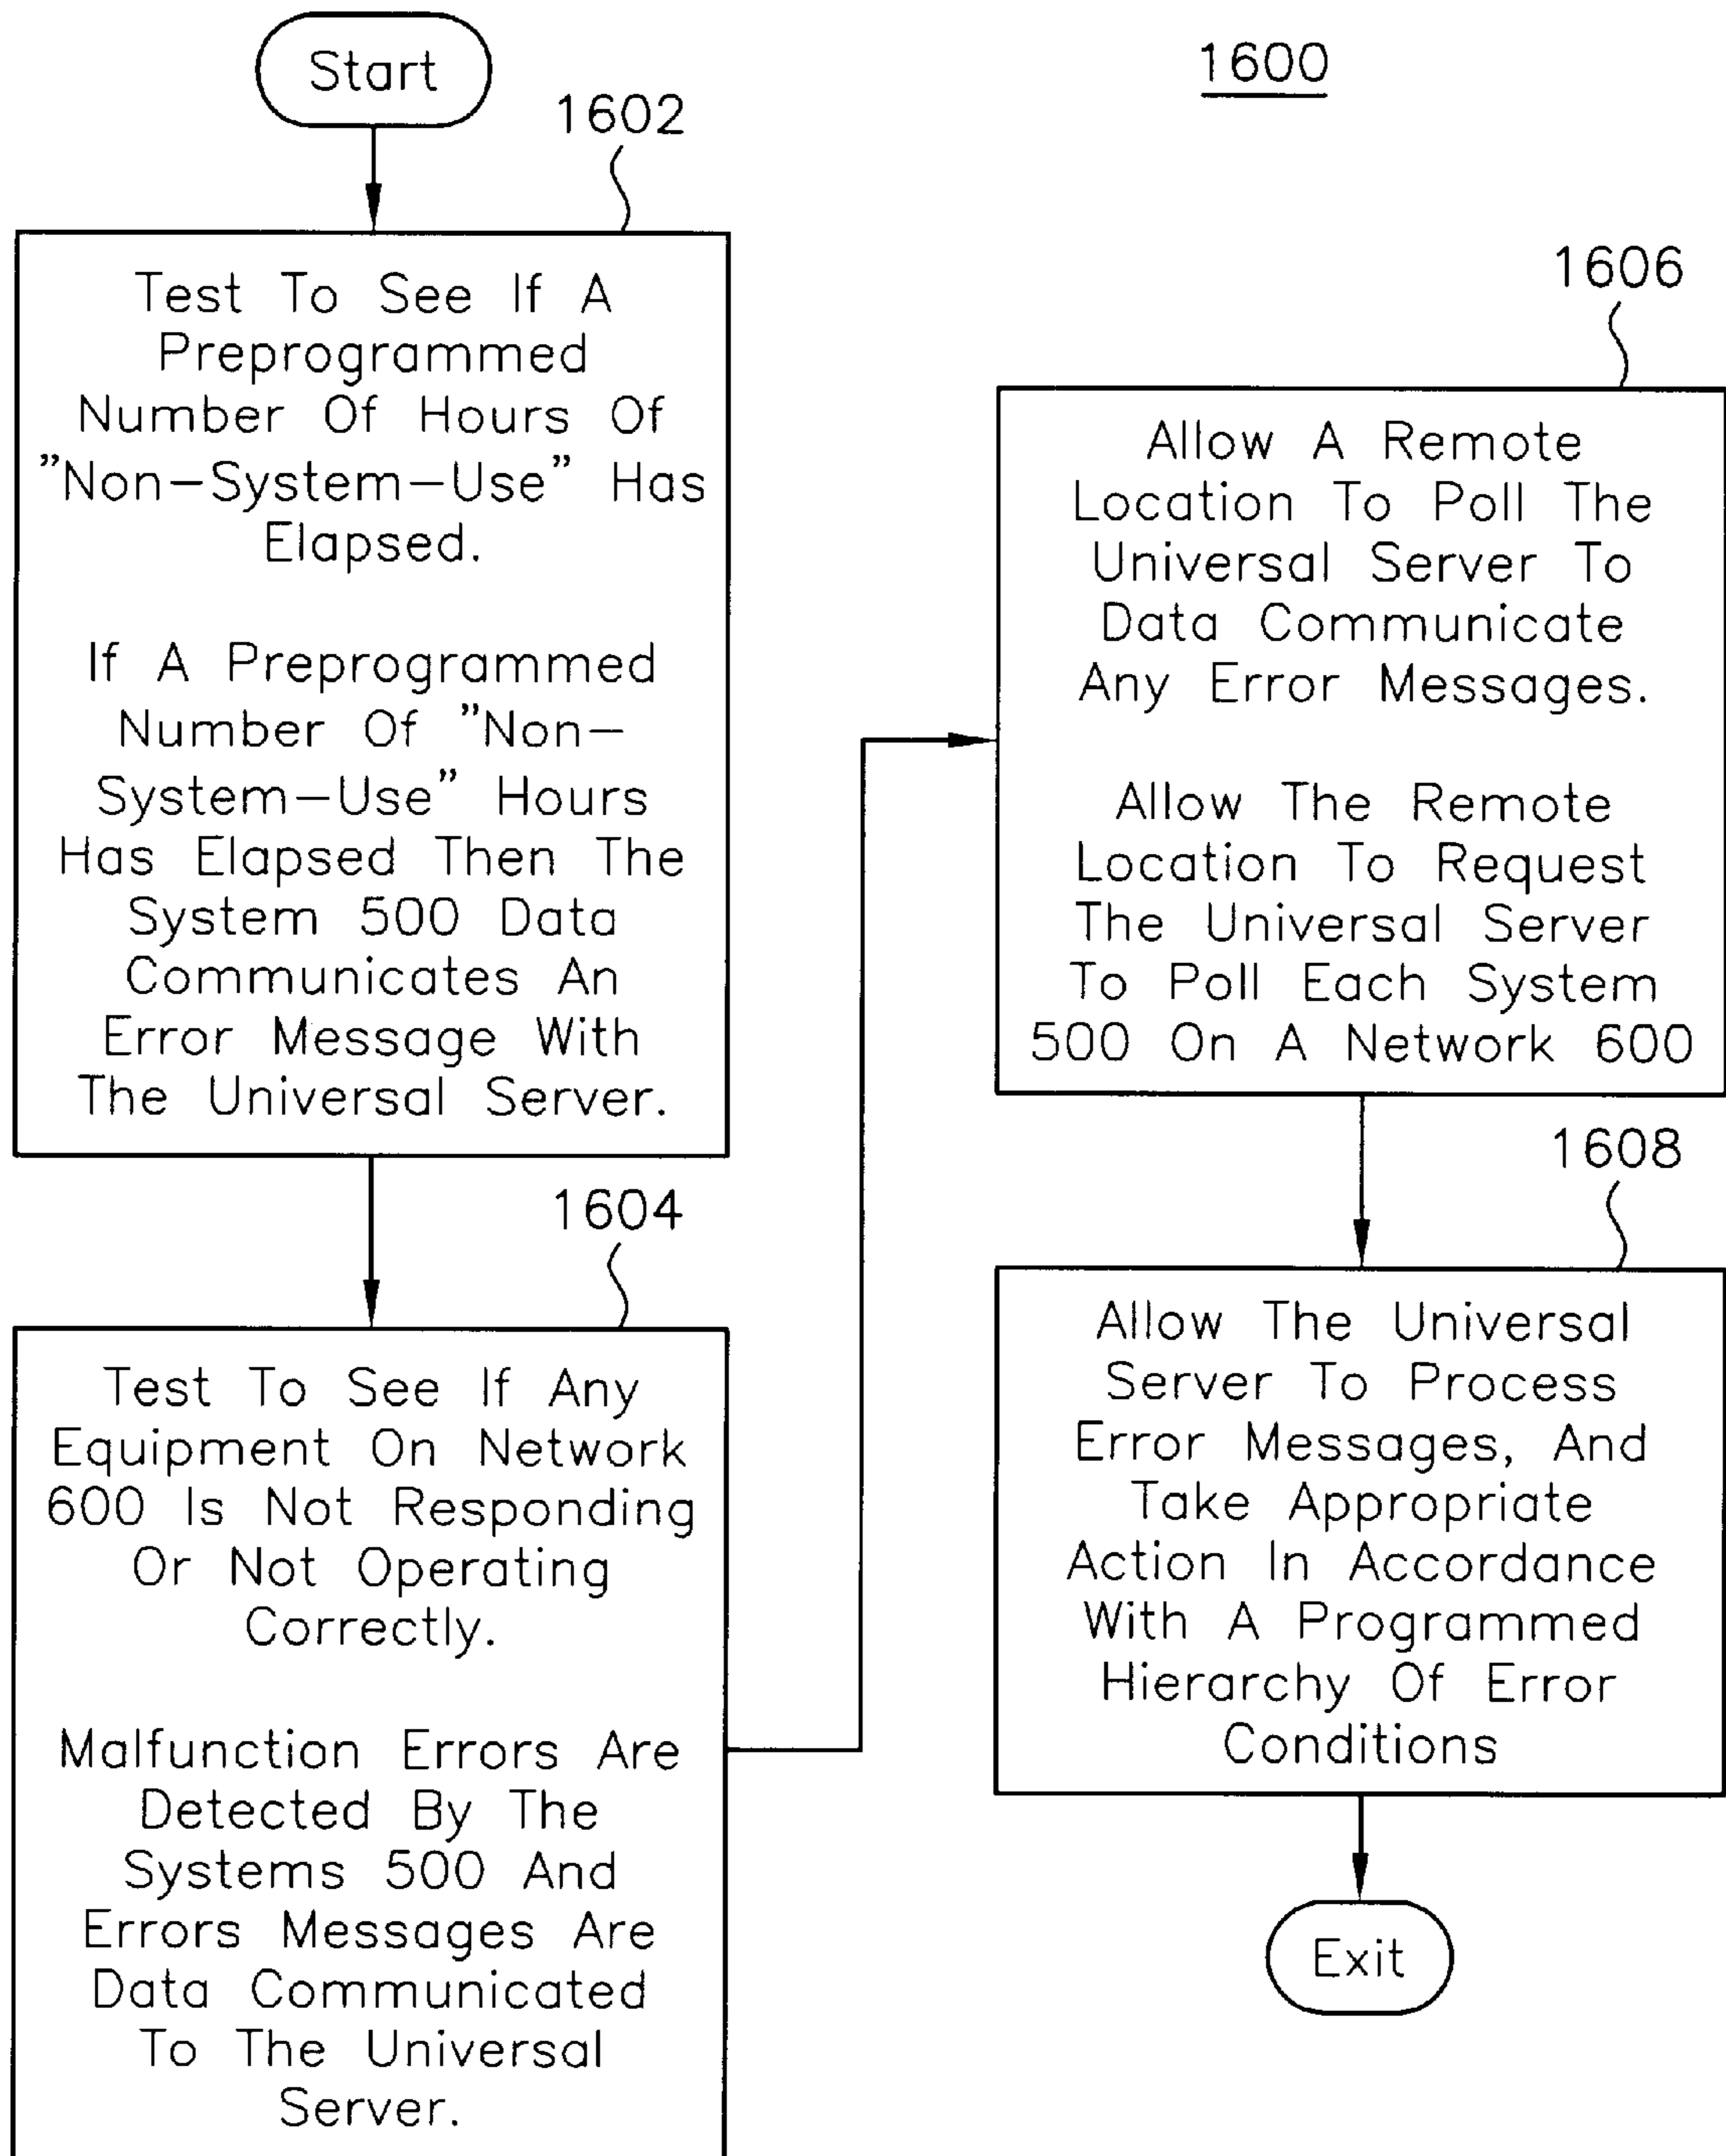 Start
1600
1602
Test To See If A
Preprogrammed
Number Of Hours Of
"Non-System-Use" Has
Elapsed.
If A Preprogrammed
Number Of "Non-
System-Use" Hours
Has Elapsed Then The
System 500 Data
Communicates An
Error Message With
The Universal Server.
1604
Test To See If Any
Equipment On Network
600 Is Not Responding
Or Not Operating
Correctly.
Malfunction Errors Are
Detected By The
Systems 500 And
Errors Messages Are
Data Communicated
To The Universal
Server.
1606
Allow A Remote
Location To Poll The
Universal Server To
Data Communicate
Any Error Messages.
Allow The Remote
Location To Request
The Universal Server
To Poll Each System
500 On A Network 600
1608
Allow The Universal
Server To Process
Error Messages, And
Take Appropriate
Action In Accordance
With A Programmed
Hierarchy Of Error
Conditions
Exit